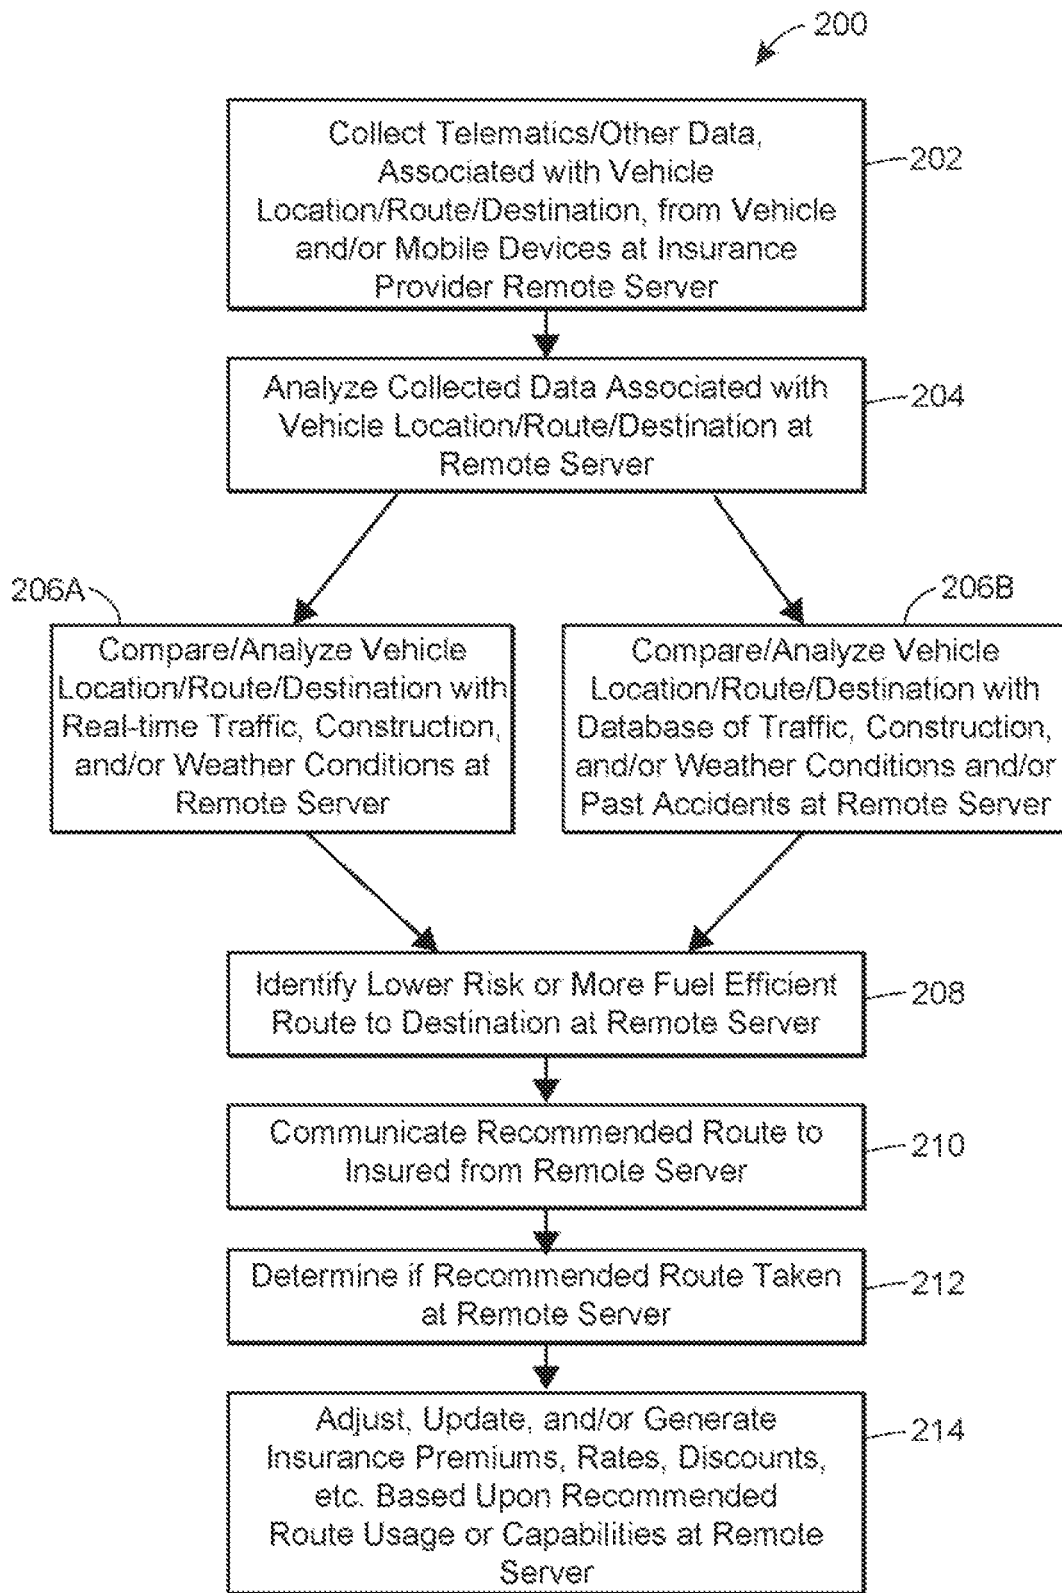 200
Collect Telematics/Other Data,
Associated with Vehicle
Location/Route/Destination, from Vehicle
and/or Mobile Devices at Insurance
Provider Remote Server
202
Analyze Collected Data Associated with
Vehicle Location/Route/Destination at
Remote Server
204
206A
Compare/Analyze Vehicle
Location/Route/Destination with
Real-time Traffic, Construction,
and/or Weather Conditions at
Remote Server
206B
Compare/Analyze Vehicle
Location/Route/Destination with
Database of Traffic, Construction,
and/or Weather Conditions and/or
Past Accidents at Remote Server
Identify Lower Risk or More Fuel Efficient
Route to Destination at Remote Server
208
Communicate Recommended Route to
Insured from Remote Server
210
Determine if Recommended Route Taken
at Remote Server
212
Adjust, Update, and/or Generate
Insurance Premiums, Rates, Discounts,
etc. Based Upon Recommended
Route Usage or Capabilities at Remote
Server
214